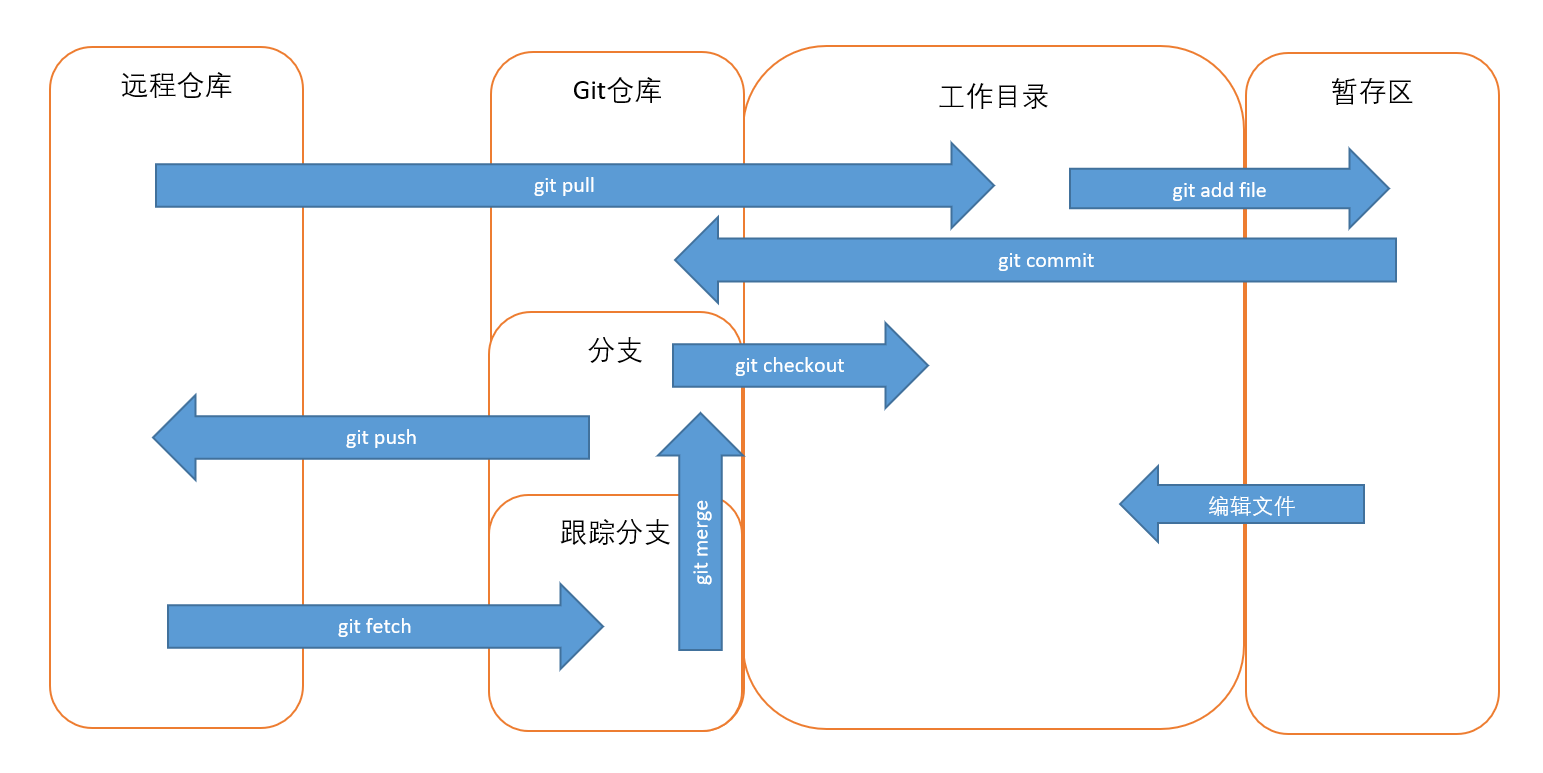 远程仓库
Git仓库
工作目录
暂存区
git pull
git add file
git commit
分支
git checkout
git push
编辑文件
跟踪分支
git merge
git fetch